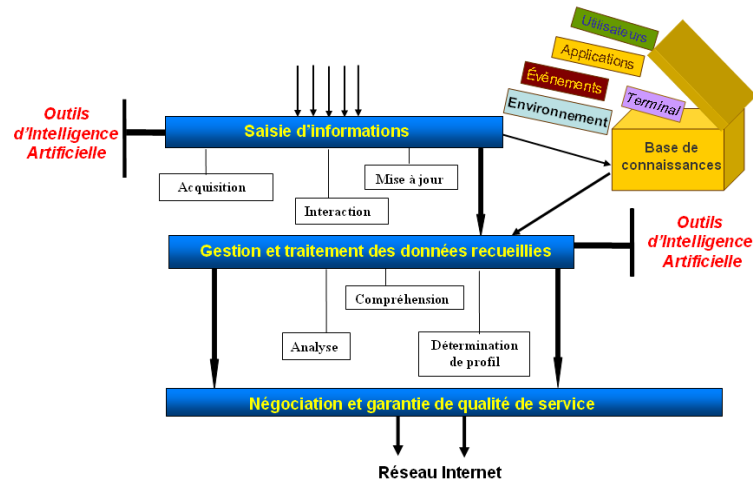 Utilisateurs
Applications
Événements
Environnement
Terminal
Base de
connaissances
Outils
d'Intelligence
Artificielle
Saisie d'informations
Acquisition
Interaction
Mise à jour
Outils
d'Intelligence
Artificielle
Gestion et traitement des données recueillies
Compréhension
Analyse
Détermination
de profil
Négociation et garantie de qualité de service
Réseau Internet